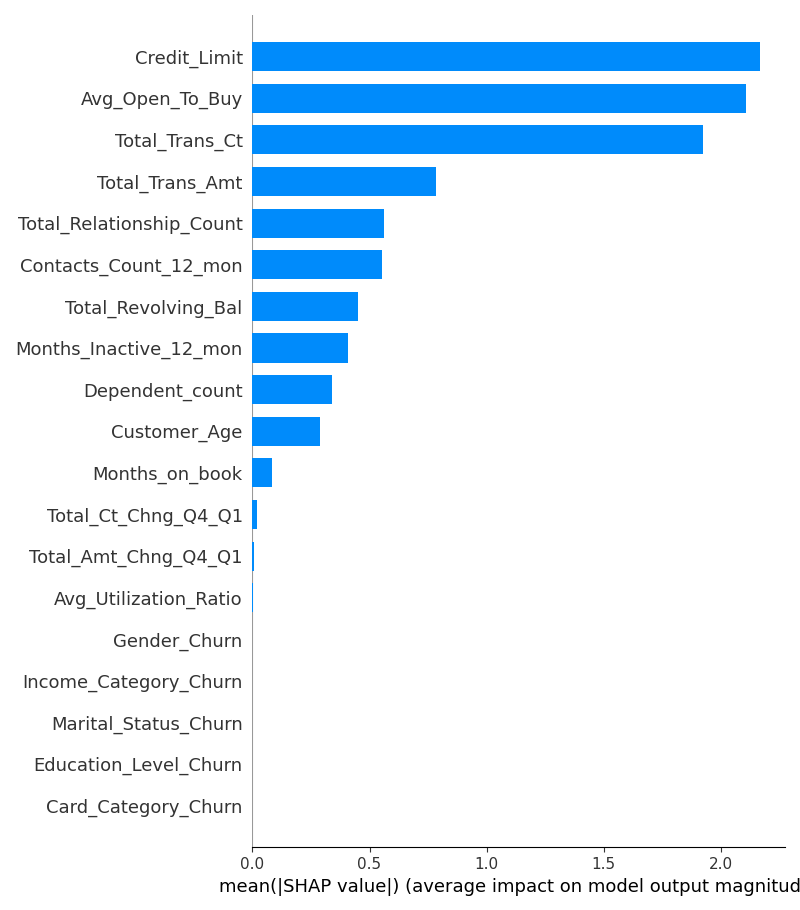 Credit_Limit
Avg_Open_To_Buy
Total_Trans_Ct
Total_Trans_Amt
Total_Relationship_Count
Contacts_Count_12_mon
Total_Revolving_Bal
Months_Inactive_12_mon
Dependent_count
Customer_Age
Months_on_book
Total_Ct_Chng_Q4_Q1
Total_Amt_Chng_Q4_Q1
Avg_Utilization_Ratio
Gender_Churn
Income_Category_Churn
Marital_Status_Churn
Education_Level_Churn
Card_Category_Churn
0.0 0.5 1.0 1.5 2.0
mean(|SHAP value|) (average impact on model output magnitud